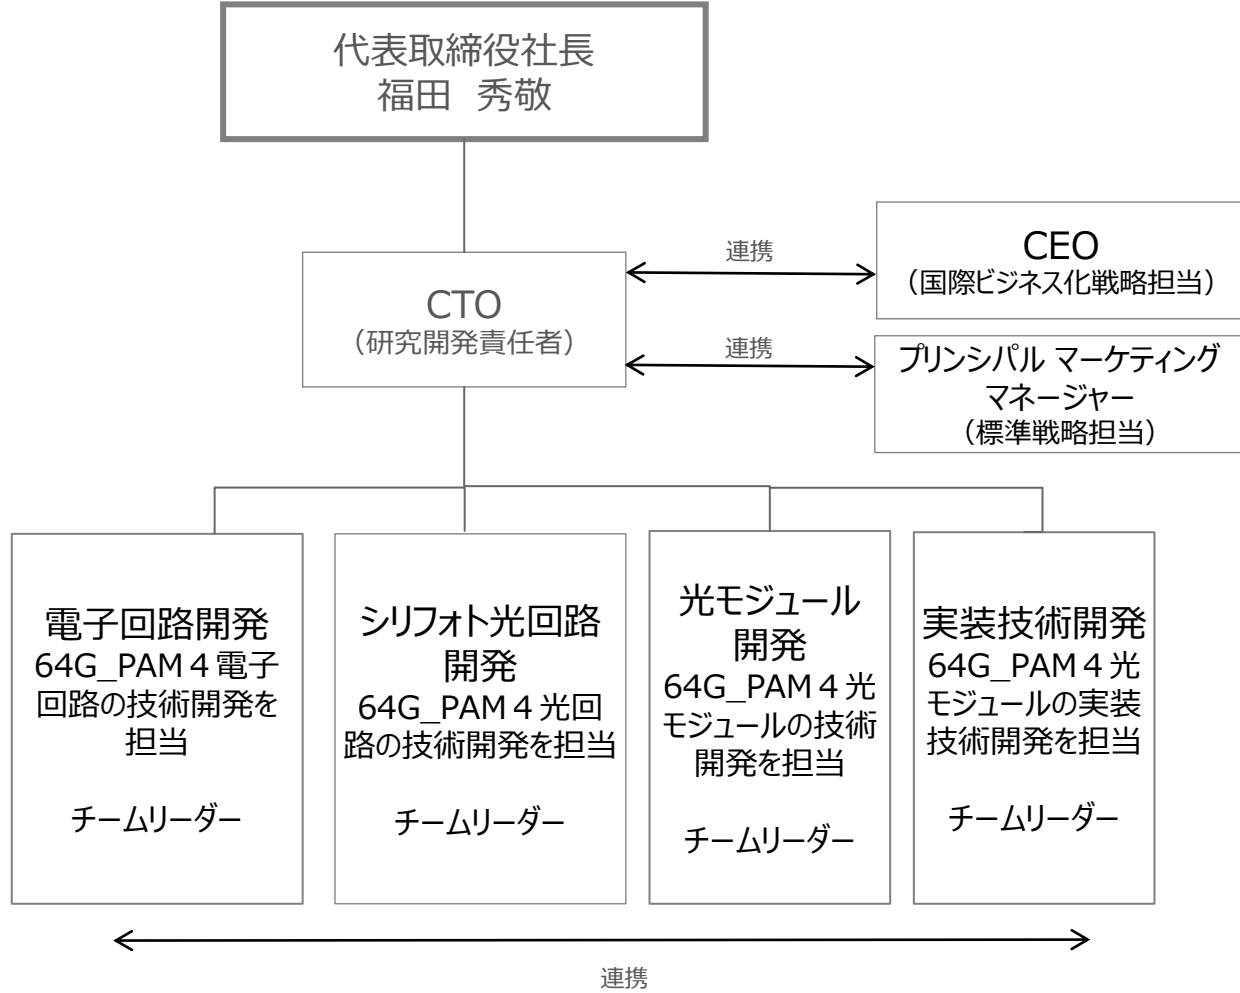 代表取締役社長
福田　秀敬
連携
CEO
（国際ビジネス化戦略担当）
CTO
（研究開発責任者）
連携
プリンシパル マーケティング
マネージャー
（標準戦略担当）
電子回路開発
64G_PAM４電子
回路の技術開発を
担当
チームリーダー
シリフォト光回路
開発
64G_PAM４光回
路の技術開発を担当
チームリーダー
光モジュール
開発
64G_PAM４光
モジュールの技術
開発を担当
チームリーダー
実装技術開発
64G_PAM４光
モジュールの実装
技術開発を担当
チームリーダー
連携